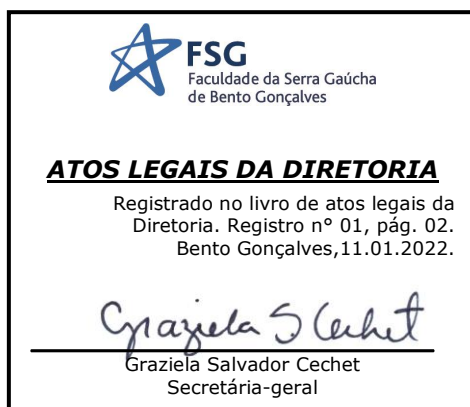 FSG
Faculdade da Serra Gaúcha
de Bento Gonçalves
ATOS LEGAIS DA DIRETORIA
Registrado no livro de atos legais da
Diretoria. Registro n° 01, pág. 02.
Bento Gonçalves,11.01.2022.
Graziela S Cechet
Graziela Salvador Cechet
Secretária-geral